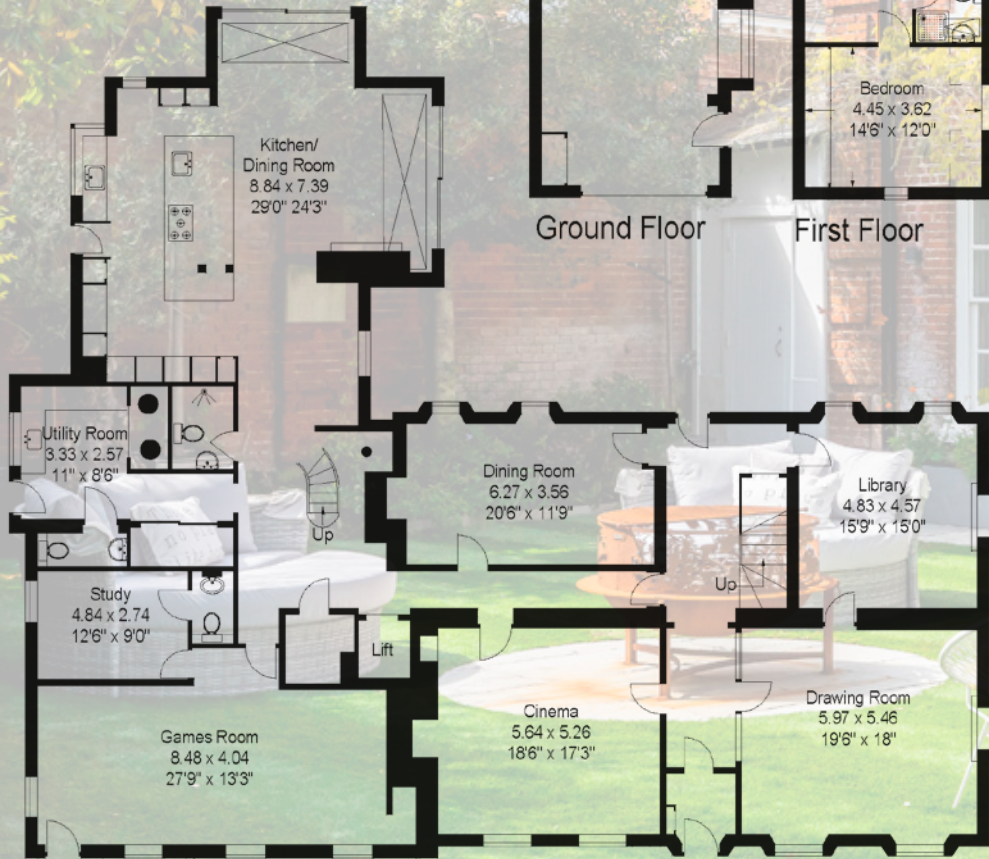 Kitchen/
Dining Room
8.84 x 7.39
29'0" 24'3"
Bedroom
4.45 x 3.62
14'6" x 12'0"
Ground Floor
First Floor
Utility Room
3.33 x 2.57
11" x 8'6"
Up
Dining Room
6.27 x 3.56
20'6" x 11'9"
Library
4.83 x 4.57
15'9" x 15'0"
Up
Study
4.84 x 2.74
12'6" x 9'0"
Lift
Games Room
8.48 x 4.04
27'9" x 13'3"
Cinema
5.64 x 5.26
18'6" x 17'3"
Drawing Room
5.97 x 5.46
19'6" x 18"